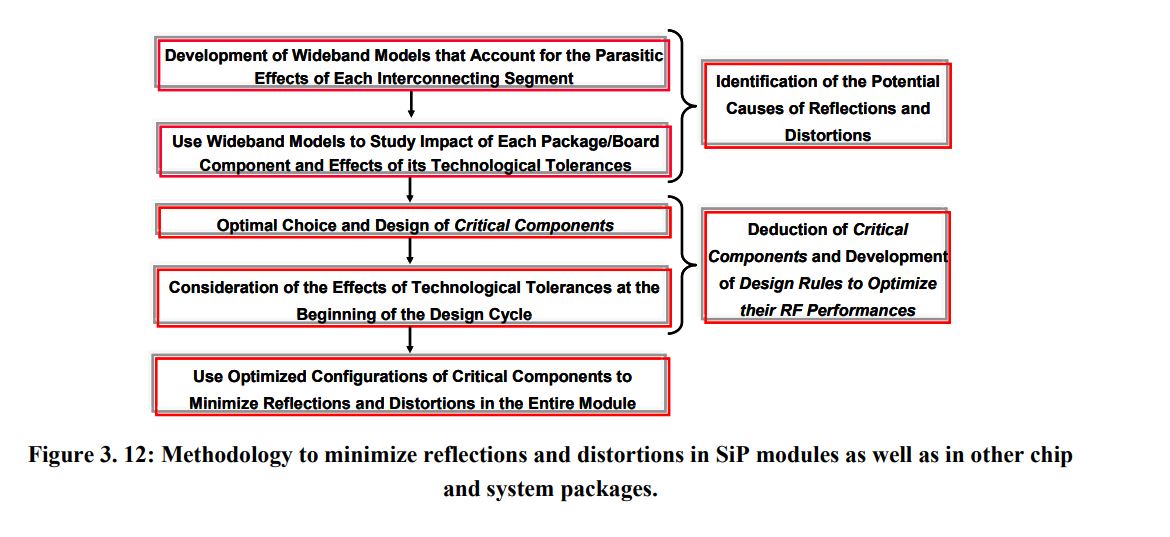 Development of Wideband Models that Account for the Parasitic
Effects of Each Interconnecting Segment
Use Wideband Models to Study Impact of Each Package/Board
Component and Effects of its Technological Tolerances
Identification of the Potential
Causes of Reflections and
Distortions
Optimal Choice and Design of Critical Components
Consideration of the Effects of Technological Tolerances at the
Beginning of the Design Cycle
Deduction of Critical
Components and Development
of Design Rules to Optimize
their RF Performances
Use Optimized Configurations of Critical Components to
Minimize Reflections and Distortions in the Entire Module
Figure 3. 12: Methodology to minimize reflections and distortions in SiP modules as well as in other chip
and system packages.